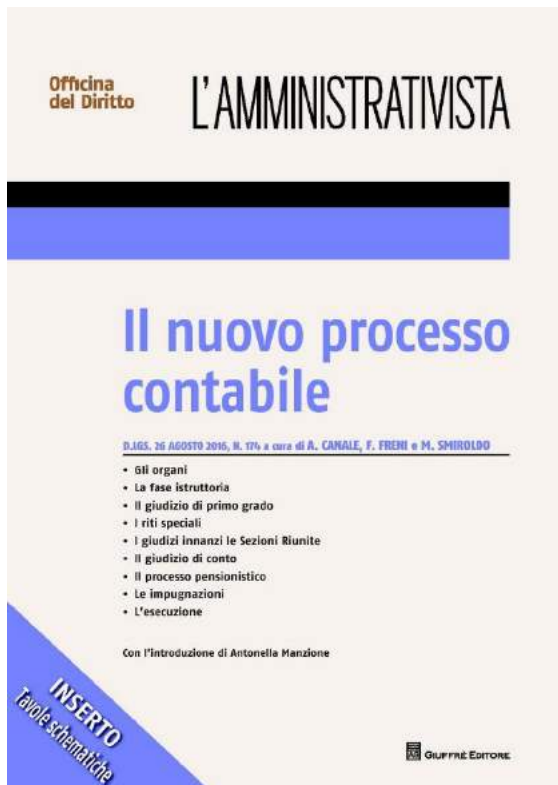 Officina
del Diritto
L'AMMINISTRATIVISTA
Il nuovo processo
contabile
D.lGS. 26 AGOSTO 2016, N. 174 a cura di A. CANALE, F. FRENI e M. SMIROLDO
• Gli organi
• La fase istruttoria
• Il giudizio di primo grado
• I riti speciali
• I giudizi innanzi le Sezioni Riunite
• Il giudizio di conto
• Il processo pensionistico
• Le impugnazioni
• L'esecuzione
Con l'introduzione di Antonella Manzione
INSERTO
Tavole schematiche
GIUFFRÈ EDITORE